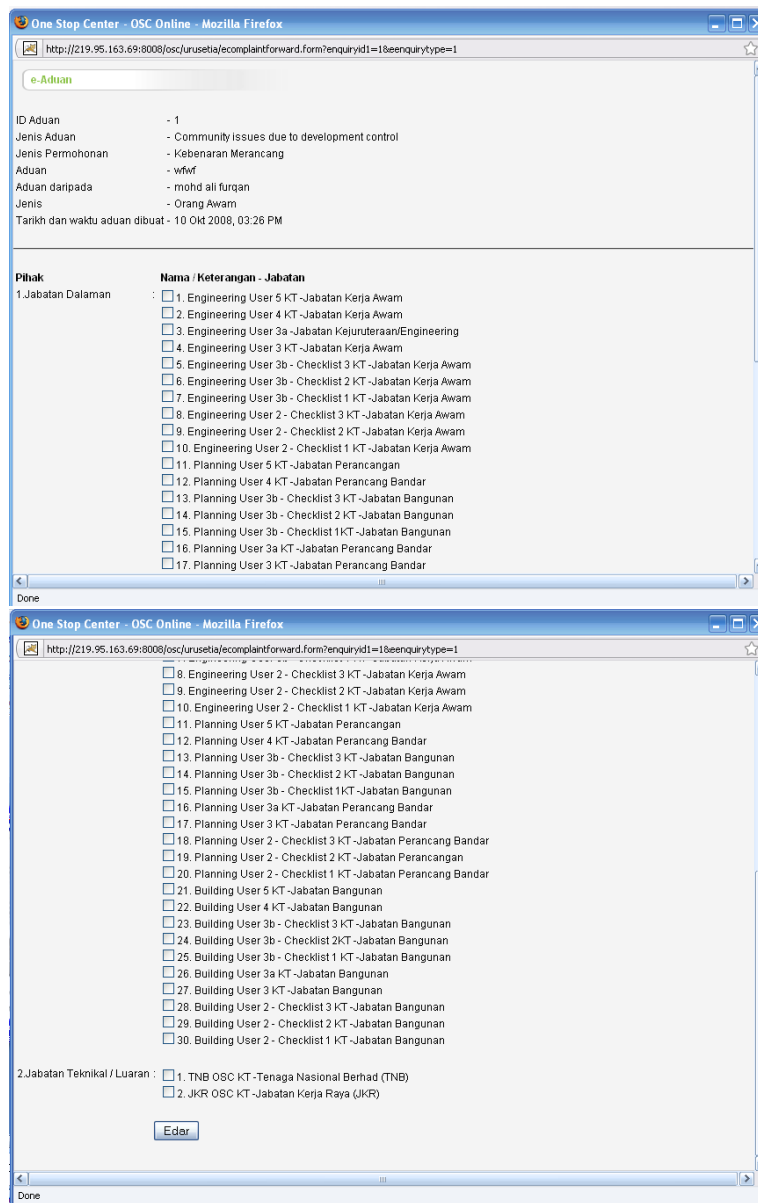 One Stop Center - OSC Online - Mozilla Firefox
http://219.95.163.69:8008/osc/urusetia/ecomplaintforward.form?enquiryid1=1&eenquirytype=1
e-Aduan
ID Aduan - 1
Jenis Aduan - Community issues due to development control
Jenis Permohonan - Kebenaran Merancang
Aduan - wfwf
Aduan daripada - mohd ali furqan
Jenis - Orang Awam
Tarikh dan waktu aduan dibuat - 10 Okt 2008, 03:26 PM
Pihak Nama / Keterangan - Jabatan
1.Jabatan Dalaman : 1. Engineering User 5 KT -Jabatan Kerja Awam
2. Engineering User 4 KT -Jabatan Kerja Awam
3. Engineering User 3a -Jabatan Kejuruteraan/Engineering
4. Engineering User 3 KT -Jabatan Kerja Awam
5. Engineering User 3b - Checklist 3 KT -Jabatan Kerja Awam
6. Engineering User 3b - Checklist 2 KT -Jabatan Kerja Awam
7. Engineering User 3b - Checklist 1 KT -Jabatan Kerja Awam
8. Engineering User 2 - Checklist 3 KT -Jabatan Kerja Awam
9. Engineering User 2 - Checklist 2 KT -Jabatan Kerja Awam
10. Engineering User 2 - Checklist 1 KT -Jabatan Kerja Awam
11. Planning User 5 KT -Jabatan Perancangan
12. Planning User 4 KT -Jabatan Perancang Bandar
13. Planning User 3b - Checklist 3 KT -Jabatan Bangunan
14. Planning User 3b - Checklist 2 KT -Jabatan Bangunan
15. Planning User 3b - Checklist 1KT -Jabatan Bangunan
16. Planning User 3a KT -Jabatan Perancang Bandar
17. Planning User 3 KT -Jabatan Perancang Bandar
Done
One Stop Center - OSC Online - Mozilla Firefox
http://219.95.163.69:8008/osc/urusetia/ecomplaintforward.form?enquiryid1=1&eenquirytype=1
7. Engineering User 3b - Checklist 1 KT -Jabatan Kerja Awam
8. Engineering User 2 - Checklist 3 KT -Jabatan Kerja Awam
9. Engineering User 2 - Checklist 2 KT -Jabatan Kerja Awam
10. Engineering User 2 - Checklist 1 KT -Jabatan Kerja Awam
11. Planning User 5 KT -Jabatan Perancangan
12. Planning User 4 KT -Jabatan Perancang Bandar
13. Planning User 3b - Checklist 3 KT -Jabatan Bangunan
14. Planning User 3b - Checklist 2 KT -Jabatan Bangunan
15. Planning User 3b - Checklist 1KT -Jabatan Bangunan
16. Planning User 3a KT -Jabatan Perancang Bandar
17. Planning User 3 KT -Jabatan Perancang Bandar
18. Planning User 2 - Checklist 3 KT -Jabatan Perancang Bandar
19. Planning User 2 - Checklist 2 KT -Jabatan Perancangan
20. Planning User 2 - Checklist 1 KT -Jabatan Perancang Bandar
21. Building User 5 KT -Jabatan Bangunan
22. Building User 4 KT -Jabatan Bangunan
23. Building User 3b - Checklist 3 KT -Jabatan Bangunan
24. Building User 3b - Checklist 2KT -Jabatan Bangunan
25. Building User 3b - Checklist 1 KT -Jabatan Bangunan
26. Building User 3a KT -Jabatan Bangunan
27. Building User 3 KT -Jabatan Bangunan
28. Building User 2 - Checklist 3 KT -Jabatan Bangunan
29. Building User 2 - Checklist 2 KT -Jabatan Bangunan
30. Building User 2 - Checklist 1 KT -Jabatan Bangunan
2.Jabatan Teknikal / Luaran : 1. TNB OSC KT -Tenaga Nasional Berhad (TNB)
2. JKR OSC KT -Jabatan Kerja Raya (JKR)
Edar
Done